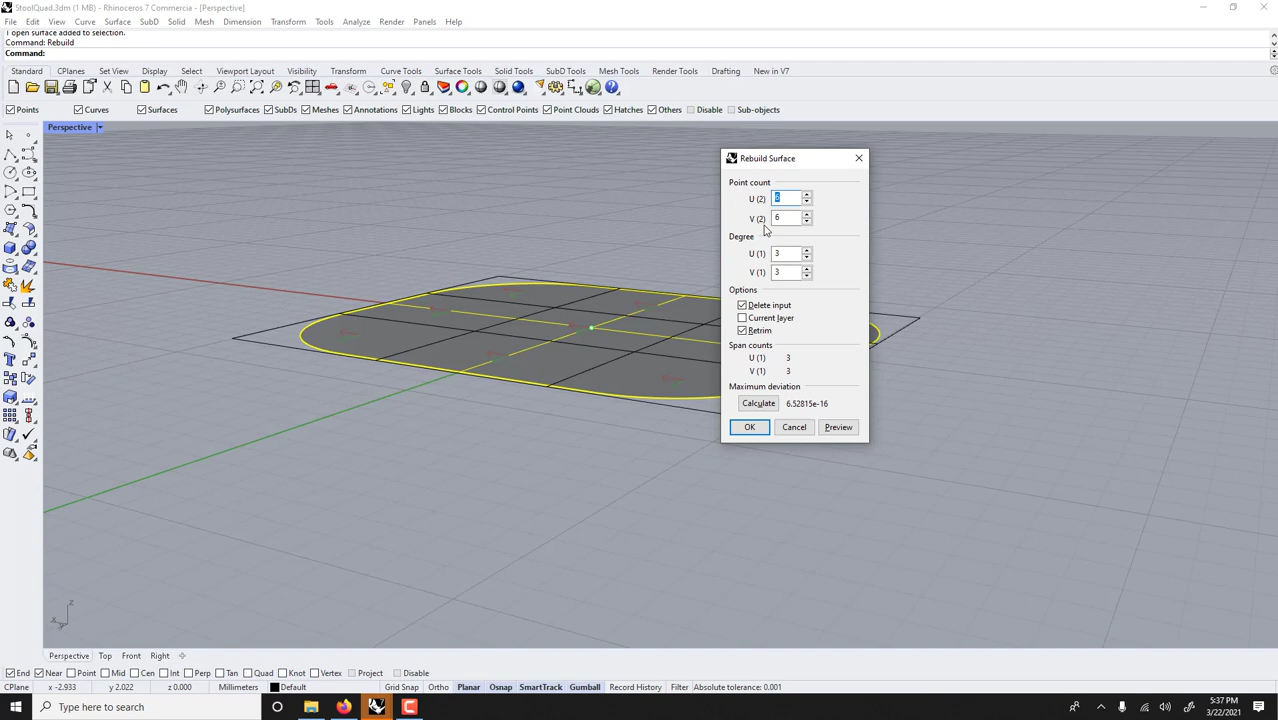 StoolQuad.3dm (1 MB) - Rhinoceros 7 Commercia - [Perspective]
File Edit View Curve Surface SubD Solid Mesh Dimension Transform Tools Analyze Render Panels Help
1 open surface added to selection.
Command: Rebuild
Command:
Standard CPlanes Set View Display Select Viewport Layout Visibility Transform Curve Tools Surface Tools Solid Tools SubD Tools Mesh Tools Render Tools Drafting New in V7
Points Curves Surfaces Polysurfaces SubDs Meshes Annotations Lights Blocks Control Points Point Clouds Hatches Others Disable Sub-objects
Perspective
Rebuild Surface
Point count
U (2) 6
V (2) 6
Degree
U (1) 3
V (1) 3
Options
Delete input
Current layer
Retrim
Span counts
U (1) 3
V (1) 3
Maximum deviation
Calculate 6.52815e-16
OK Cancel Preview
z
x y
Perspective Top Front Right
End Near Point Mid Cen Int Perp Tan Quad Knot Vertex Project Disable
CPlane x -2.933 y 2.022 z 0.000 Millimeters Default Grid Snap Ortho Planar Osnap SmartTrack Gumball Record History Filter Absolute tolerance: 0.001
Type here to search
5:37 PM
3/22/2021